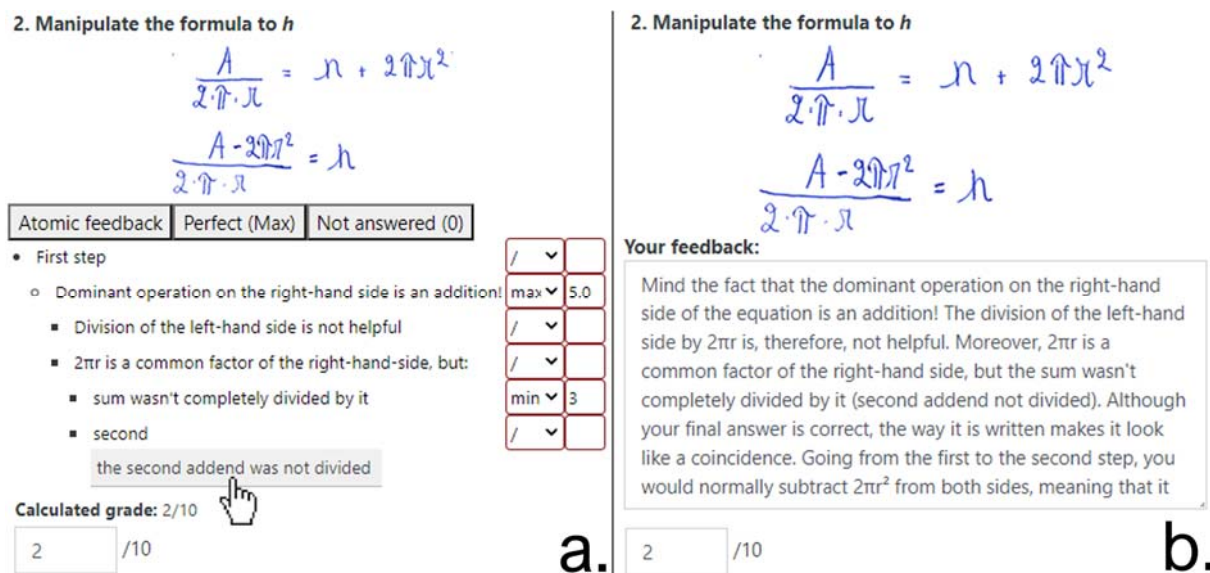 2. Manipulate the formula to h
A / 2·π·r = h + 2πr²
A - 2πr² / 2·π·r = h
Atomic feedback Perfect (Max) Not answered (0)
• First step / 
◦ Dominant operation on the right-hand side is an addition! max 5.0
▪ Division of the left-hand side is not helpful /
▪ 2πr is a common factor of the right-hand-side, but: /
▪ sum wasn't completely divided by it min 3
▪ second /
the second addend was not divided
Calculated grade: 2/10
2 /10
a.
2. Manipulate the formula to h
A / 2·π·r = h + 2πr²
A - 2πr² / 2·π·r = h
Your feedback:
Mind the fact that the dominant operation on the right-hand
side of the equation is an addition! The division of the left-hand
side by 2πr is, therefore, not helpful. Moreover, 2πr is a
common factor of the right-hand side, but the sum wasn't
completely divided by it (second addend not divided). Although
your final answer is correct, the way it is written makes it look
like a coincidence. Going from the first to the second step, you
would normally subtract 2πr² from both sides, meaning that it
2 /10
b.